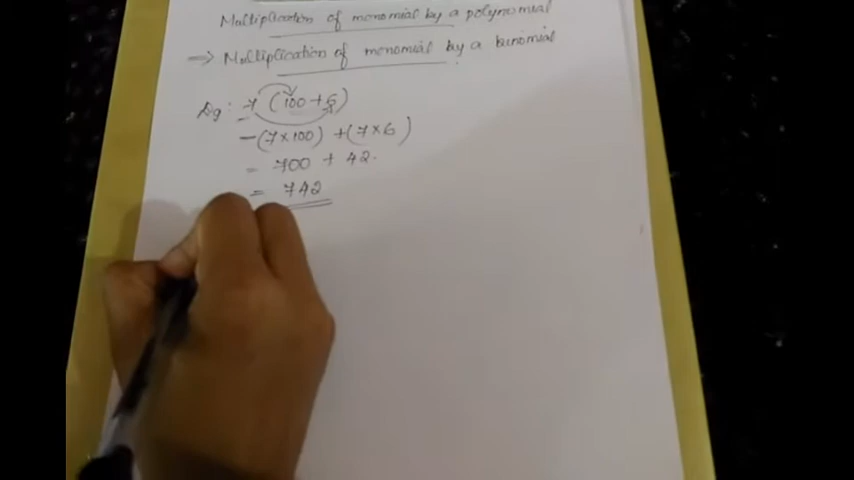 Multiplication of monomial by a polynomial
⇒ Multiplication of monomial by a binomial
Eg: 7 (100 + 6)
= (7 × 100) + (7 × 6)
= 700 + 42.
= 742